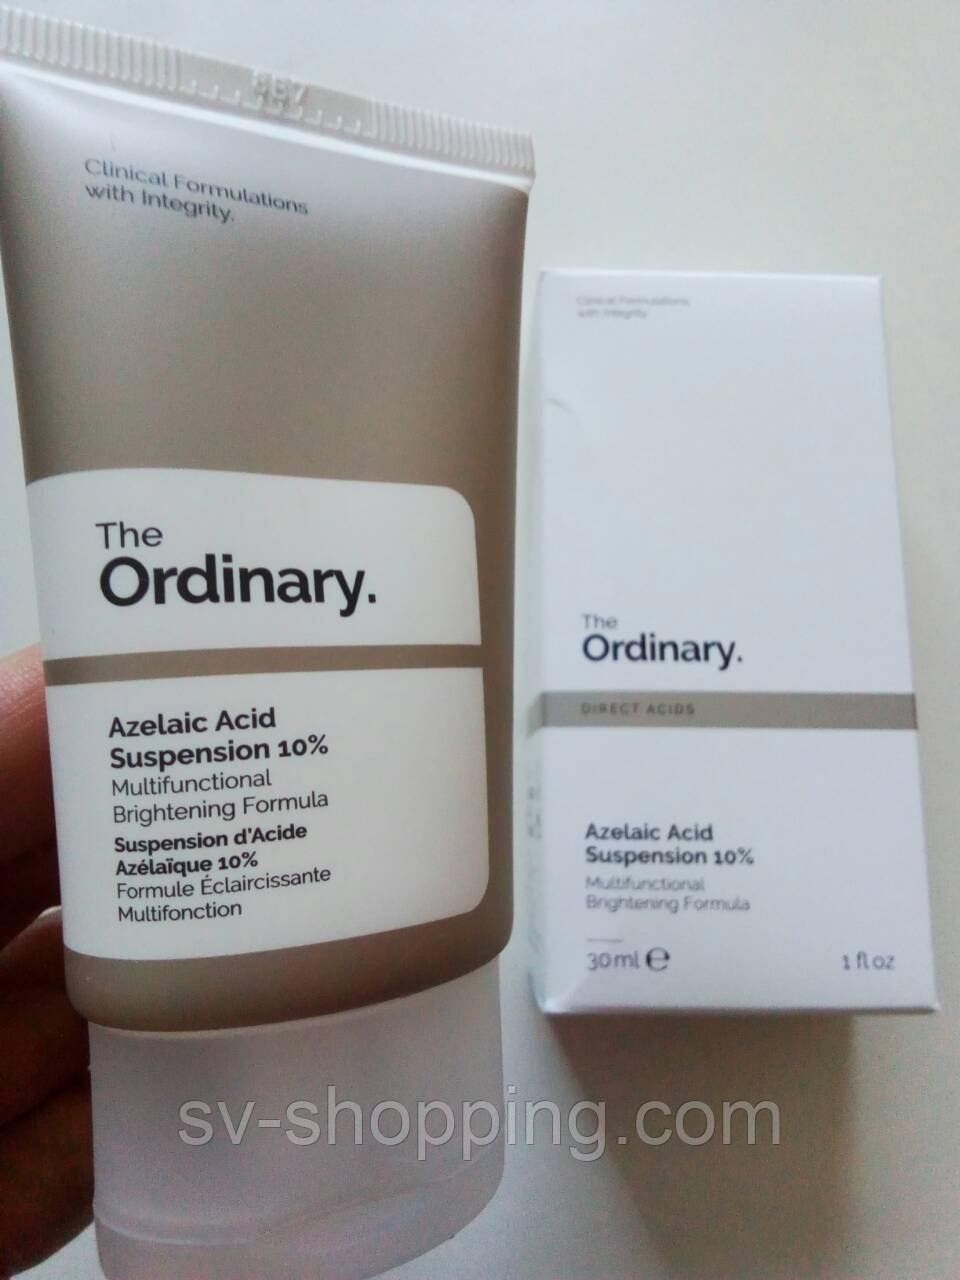 Clinical Formulations
with Integrity.
The
Ordinary.
Azelaic Acid
Suspension 10%
Multifunctional
Brightening Formula
Suspension d'Acide
Azélaïque 10%
Formule Éclaircissante
Multifonction
Clinical Formulations
with Integrity
The
Ordinary.
DIRECT ACIDS
Azelaic Acid
Suspension 10%
Multifunctional
Brightening Formula
30 ml ℮ 1 fl oz
sv-shopping.com